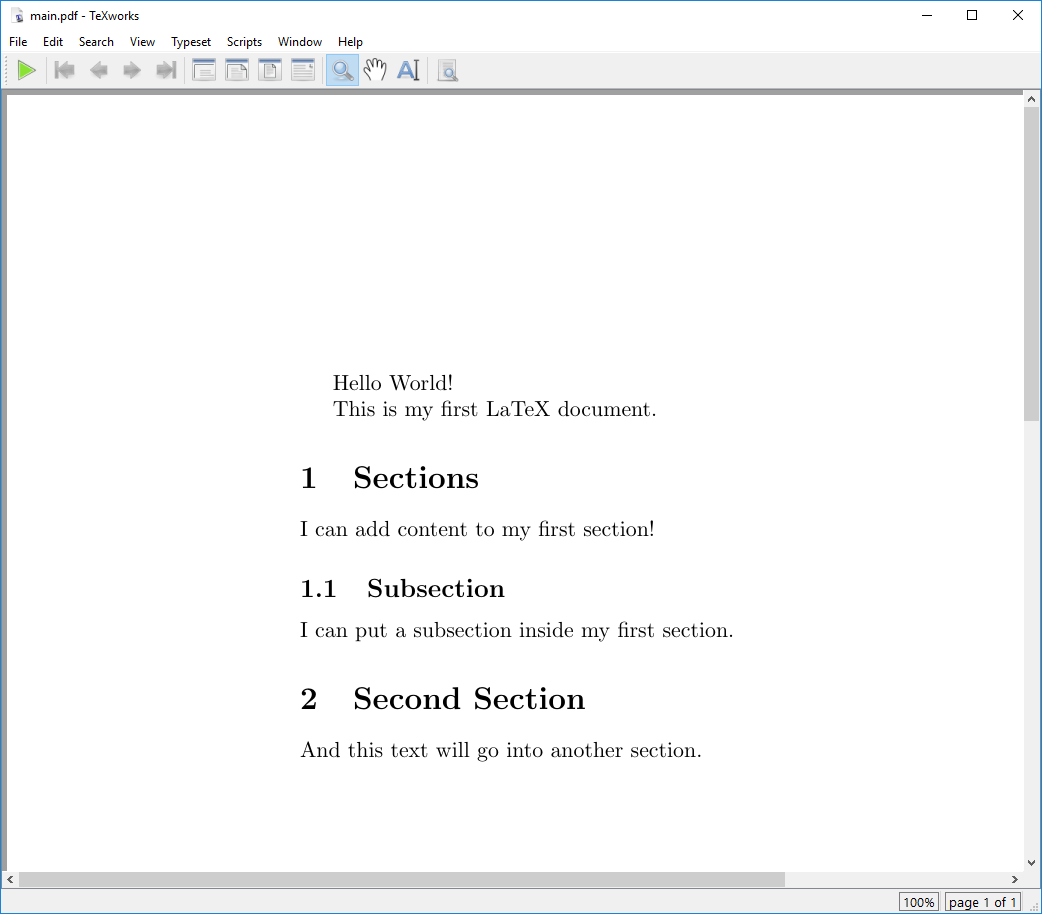 main.pdf - TeXworks
File Edit Search View Typeset Scripts Window Help
Hello World!
This is my first LaTeX document.
1 Sections
I can add content to my first section!
1.1 Subsection
I can put a subsection inside my first section.
2 Second Section
And this text will go into another section.
100% page 1 of 1